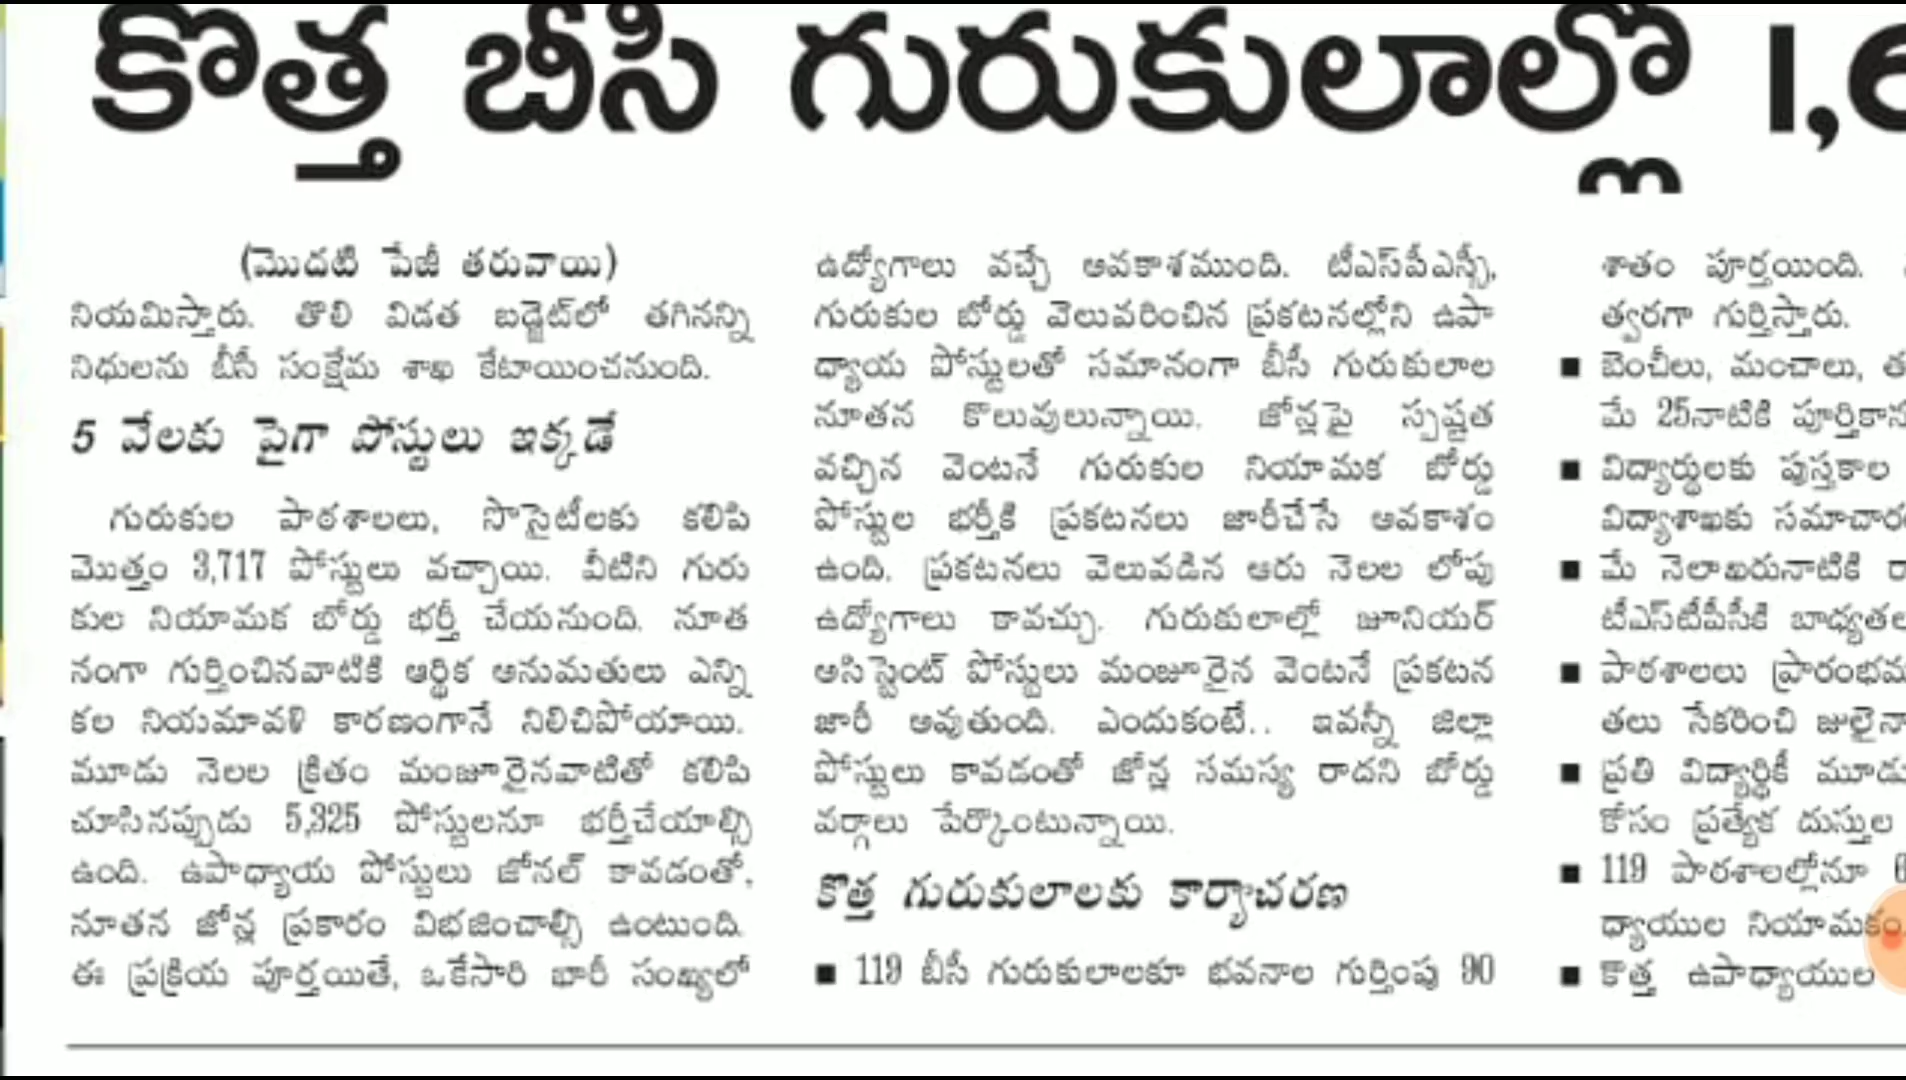 కొత్త బీసీ గురుకులాల్లో 1,6
(మొదటి పేజీ తరువాయి)
నియమిస్తారు. తొలి విడత బడ్జెట్‌లో తగినన్ని
నిధులను బీసీ సంక్షేమ శాఖ కేటాయించనుంది.
5 వేలకు పైగా పోస్టులు ఇక్కడే
గురుకుల పాఠశాలలు, సొసైటీలకు కలిపి
మొత్తం 3,717 పోస్టులు వచ్చాయి. వీటిని గురు
కుల నియామక బోర్డు భర్తీ చేయనుంది. నూత
నంగా గుర్తించినవాటికి ఆర్థిక అనుమతులు ఎన్ని
కల నియమావళి కారణంగానే నిలిచిపోయాయి.
మూడు నెలల క్రితం మంజూరైనవాటితో కలిపి
చూసినప్పుడు 5,325 పోస్టులనూ భర్తీచేయాల్సి
ఉంది. ఉపాధ్యాయ పోస్టులు జోనల్ కావడంతో,
నూతన జోన్ల ప్రకారం విభజించాల్సి ఉంటుంది.
ఈ ప్రక్రియ పూర్తయితే, ఒకేసారి భారీ సంఖ్యలో
ఉద్యోగాలు వచ్చే అవకాశముంది. టీఎస్‌పీఎస్సీ,
గురుకుల బోర్డు వెలువరించిన ప్రకటనల్లోని ఉపా
ధ్యాయ పోస్టులతో సమానంగా బీసీ గురుకులాల
నూతన కొలువులున్నాయి. జోన్లపై స్పష్టత
వచ్చిన వెంటనే గురుకుల నియామక బోర్డు
పోస్టుల భర్తీకి ప్రకటనలు జారీచేసే అవకాశం
ఉంది. ప్రకటనలు వెలువడిన ఆరు నెలల లోపు
ఉద్యోగాలు రావచ్చు. గురుకులాల్లో జూనియర్
అసిస్టెంట్ పోస్టులు మంజూరైన వెంటనే ప్రకటన
జారీ అవుతుంది. ఎందుకంటే.. ఇవన్నీ జిల్లా
పోస్టులు కావడంతో జోన్ల సమస్య రాదని బోర్డు
వర్గాలు పేర్కొంటున్నాయి.
కొత్త గురుకులాలకు కార్యాచరణ
■ 119 బీసీ గురుకులాలకూ భవనాల గుర్తింపు 90
శాతం పూర్తయింది.
త్వరగా గుర్తిస్తారు.
■ బెంచీలు, మంచాలు, త
మే 25నాటికి పూర్తికాన
■ విద్యార్థులకు పుస్తకాల
విద్యాశాఖకు సమాచార
■ మే నెలాఖరునాటికి ర
టీఎస్‌టీపీసీకి బాధ్యతల
■ పాఠశాలలు ప్రారంభమ
తలు సేకరించి జులైనా
■ ప్రతి విద్యార్థికీ మూడు
కోసం ప్రత్యేక దుస్తుల
■ 119 పాఠశాలల్లోనూ 6
ధ్యాయుల నియామకం.
■ కొత్త ఉపాధ్యాయుల